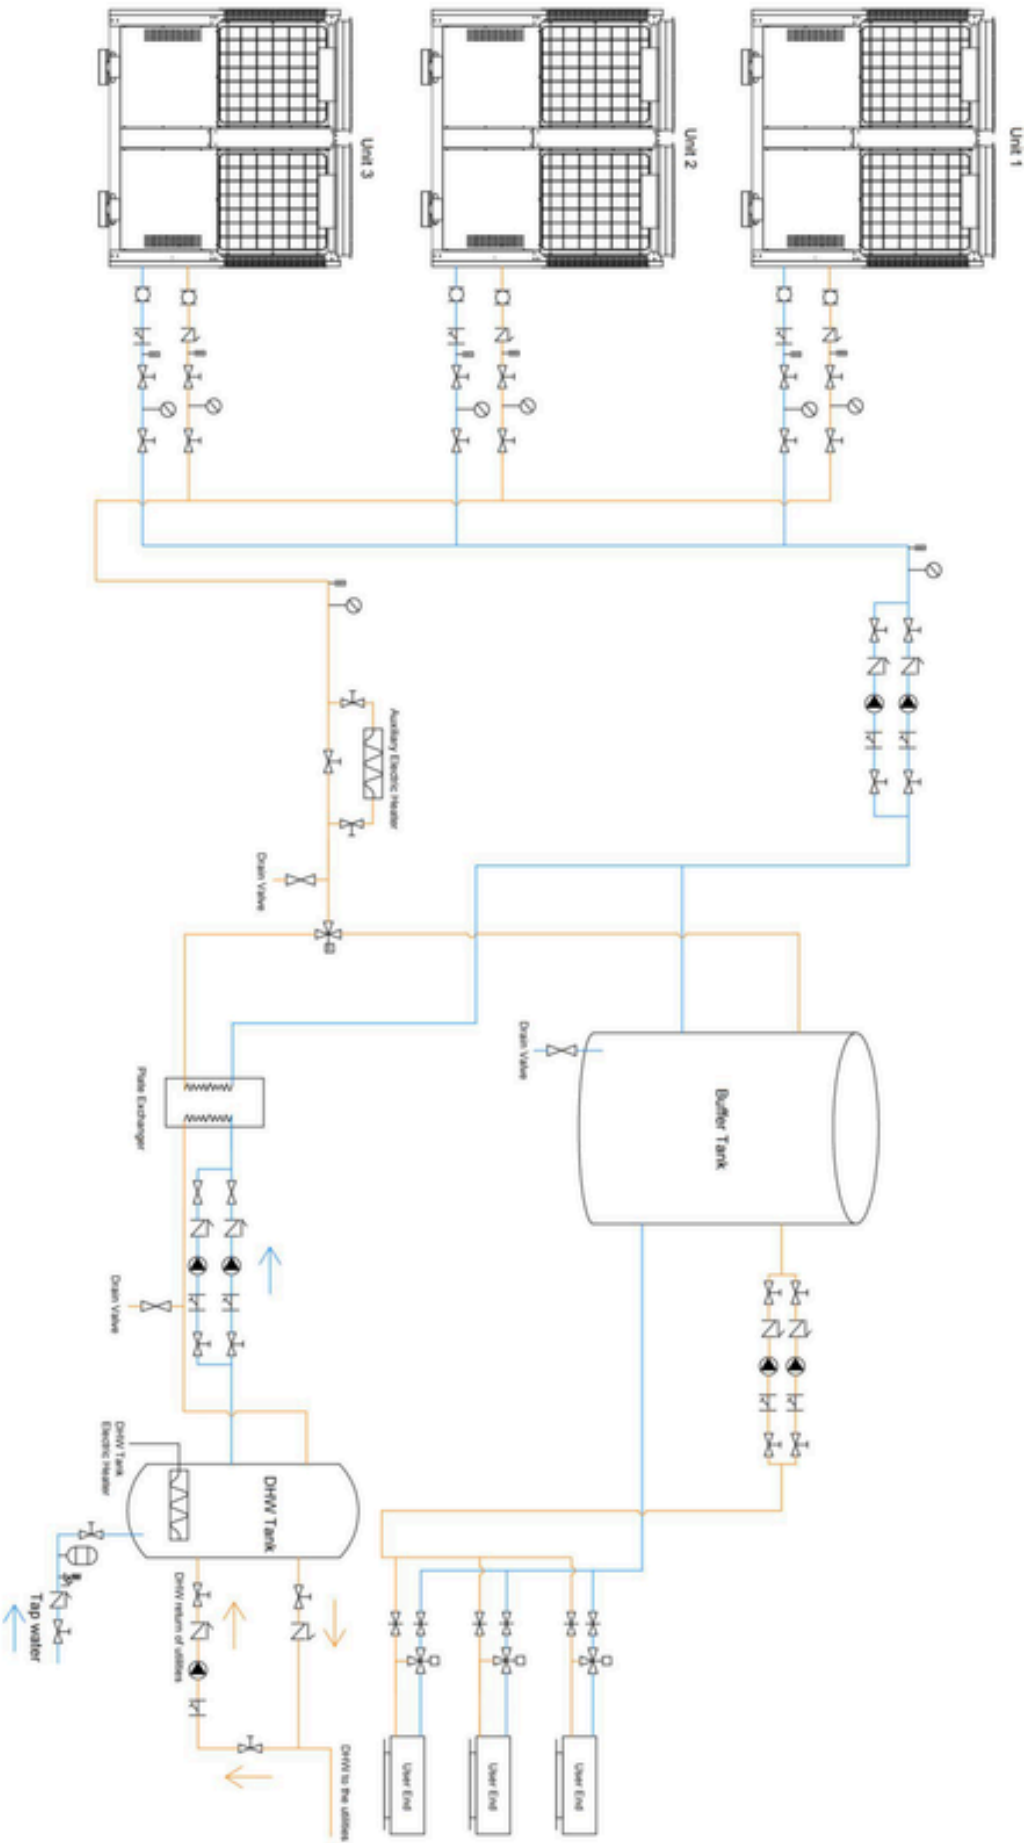 Unit 1
Unit 2
Unit 3
Auxiliary Electric Heater
Drain Valve
Drain Valve
Buffer Tank
Plate Exchanger
Drain Valve
DHW Tank
Electric Heater
DHW Tank
Tap water
DHW return of utilities
DHW to the utilities
User End
User End
User End